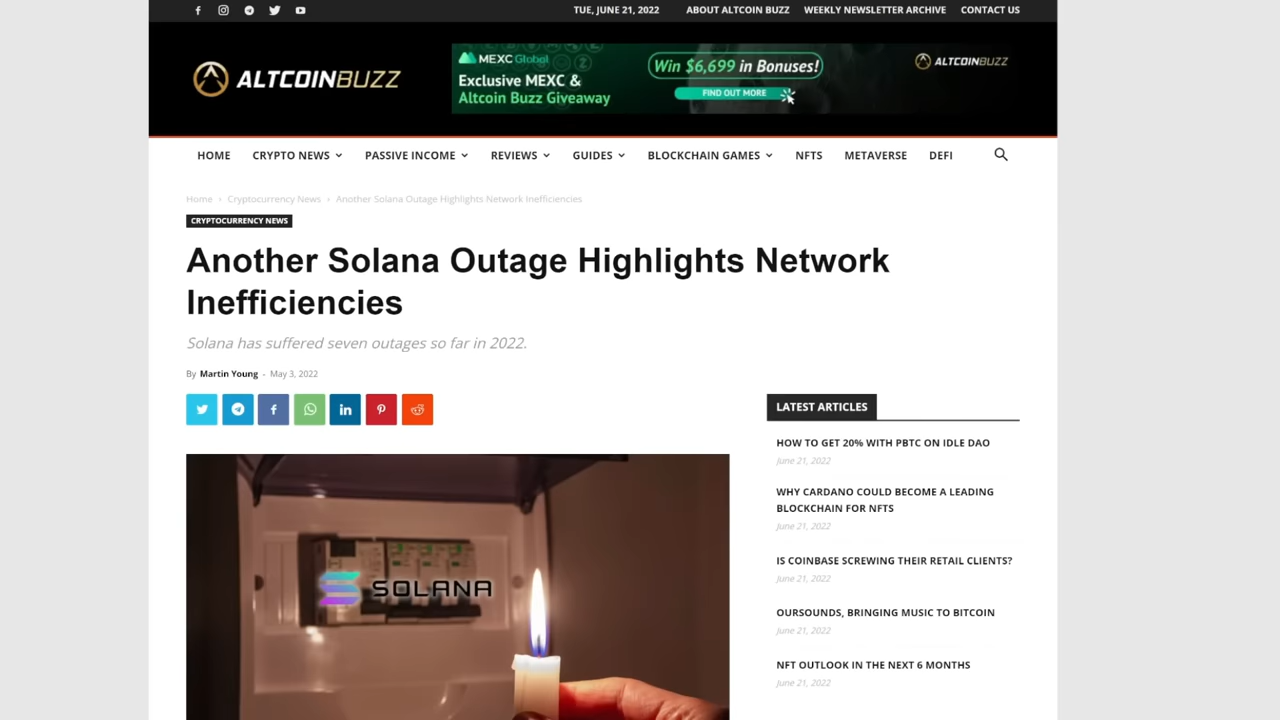 TUE, JUNE 21, 2022 ABOUT ALTCOIN BUZZ WEEKLY NEWSLETTER ARCHIVE CONTACT US
ALTCOINBUZZ
MEXC Global
Exclusive MEXC &
Altcoin Buzz Giveaway
Win $6,699 in Bonuses!
FIND OUT MORE
ALTCOINBUZZ
HOME CRYPTO NEWS PASSIVE INCOME REVIEWS GUIDES BLOCKCHAIN GAMES NFTS METAVERSE DEFI
Home › Cryptocurrency News › Another Solana Outage Highlights Network Inefficiencies
CRYPTOCURRENCY NEWS
Another Solana Outage Highlights Network
Inefficiencies
Solana has suffered seven outages so far in 2022.
By Martin Young - May 3, 2022
LATEST ARTICLES
HOW TO GET 20% WITH PBTC ON IDLE DAO
June 21, 2022
WHY CARDANO COULD BECOME A LEADING
BLOCKCHAIN FOR NFTS
June 21, 2022
IS COINBASE SCREWING THEIR RETAIL CLIENTS?
June 21, 2022
OURSOUNDS, BRINGING MUSIC TO BITCOIN
June 21, 2022
NFT OUTLOOK IN THE NEXT 6 MONTHS
June 21, 2022
SOLANA